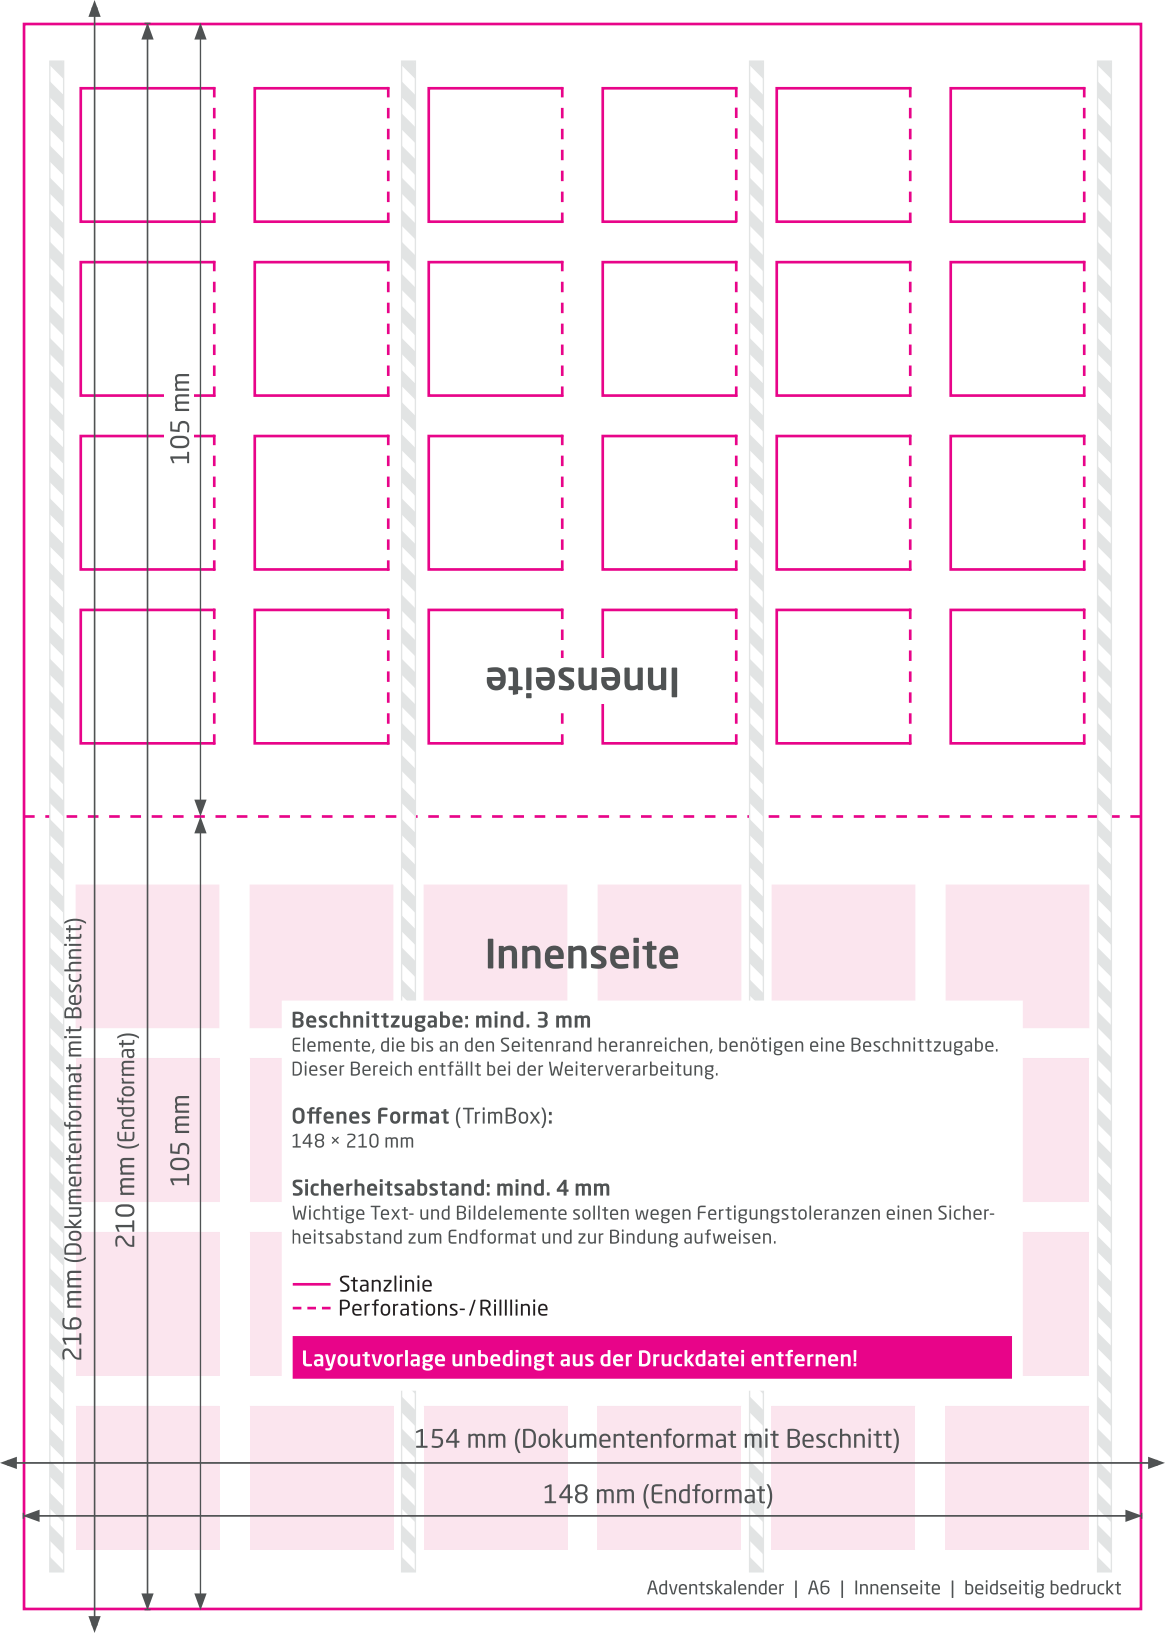 105 mm
Innenseite
Innenseite
216 mm (Dokumentenformat mit Beschnitt)
210 mm (Endformat)
105 mm
Beschnittzugabe: mind. 3 mm
Elemente, die bis an den Seitenrand heranreichen, benötigen eine Beschnittzugabe.
Dieser Bereich entfällt bei der Weiterverarbeitung.
Offenes Format (TrimBox):
148 × 210 mm
Sicherheitsabstand: mind. 4 mm
Wichtige Text- und Bildelemente sollten wegen Fertigungstoleranzen einen Sicher-
heitsabstand zum Endformat und zur Bindung aufweisen.
Stanzlinie
Perforations-/Rilllinie
Layoutvorlage unbedingt aus der Druckdatei entfernen!
154 mm (Dokumentenformat mit Beschnitt)
148 mm (Endformat)
Adventskalender | A6 | Innenseite | beidseitig bedruckt